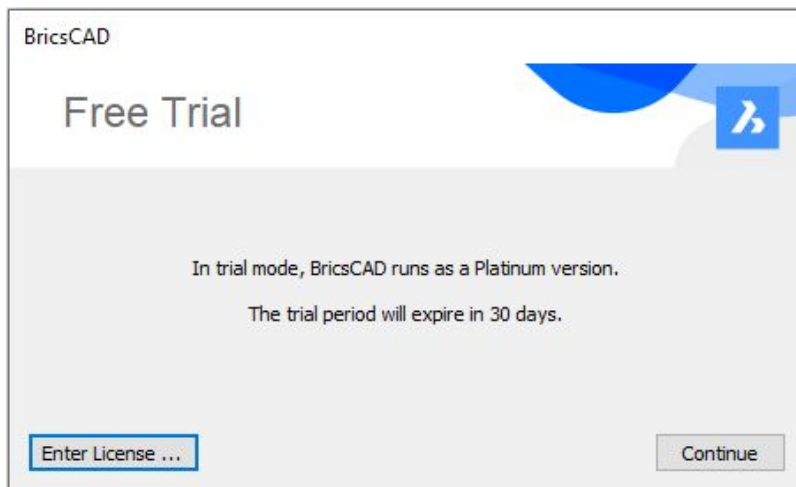 BricsCAD
Free Trial
In trial mode, BricsCAD runs as a Platinum version.
The trial period will expire in 30 days.
Enter License ...
Continue